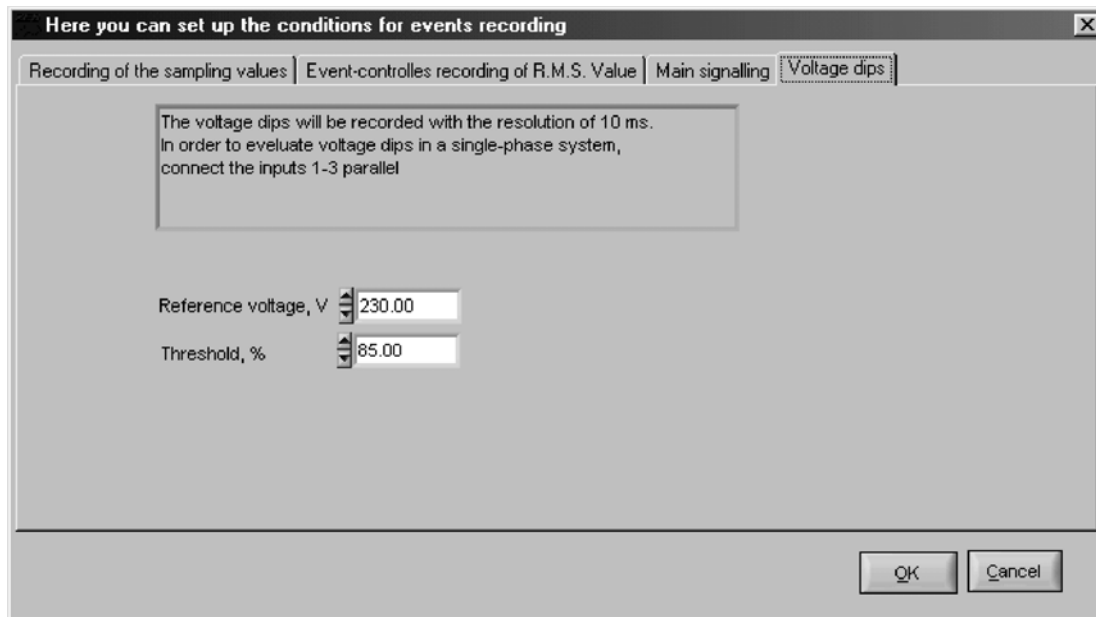 Here you can set up the conditions for events recording
Recording of the sampling values Event-controlles recording of R.M.S. Value Main signalling Voltage dips
The voltage dips will be recorded with the resolution of 10 ms.
In order to eveluate voltage dips in a single-phase system,
connect the inputs 1-3 parallel
Reference voltage, V 230.00
Threshold, % 85.00
OK Cancel